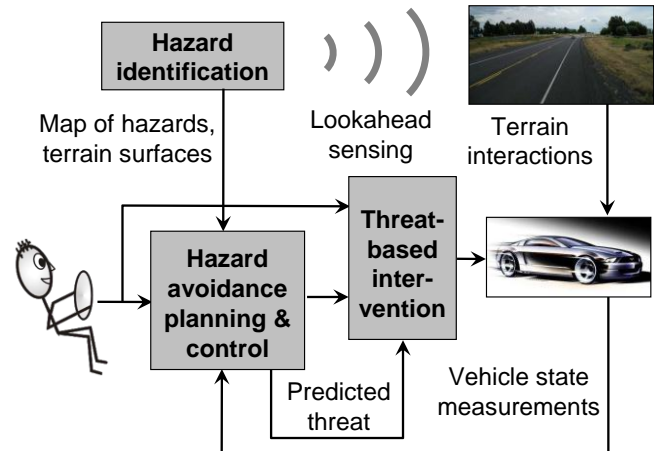 Hazard
identification
Map of hazards,
terrain surfaces
Lookahead
sensing
Terrain
interactions
Hazard
avoidance
planning &
control
Threat-
based
inter-
vention
Predicted
threat
Vehicle state
measurements